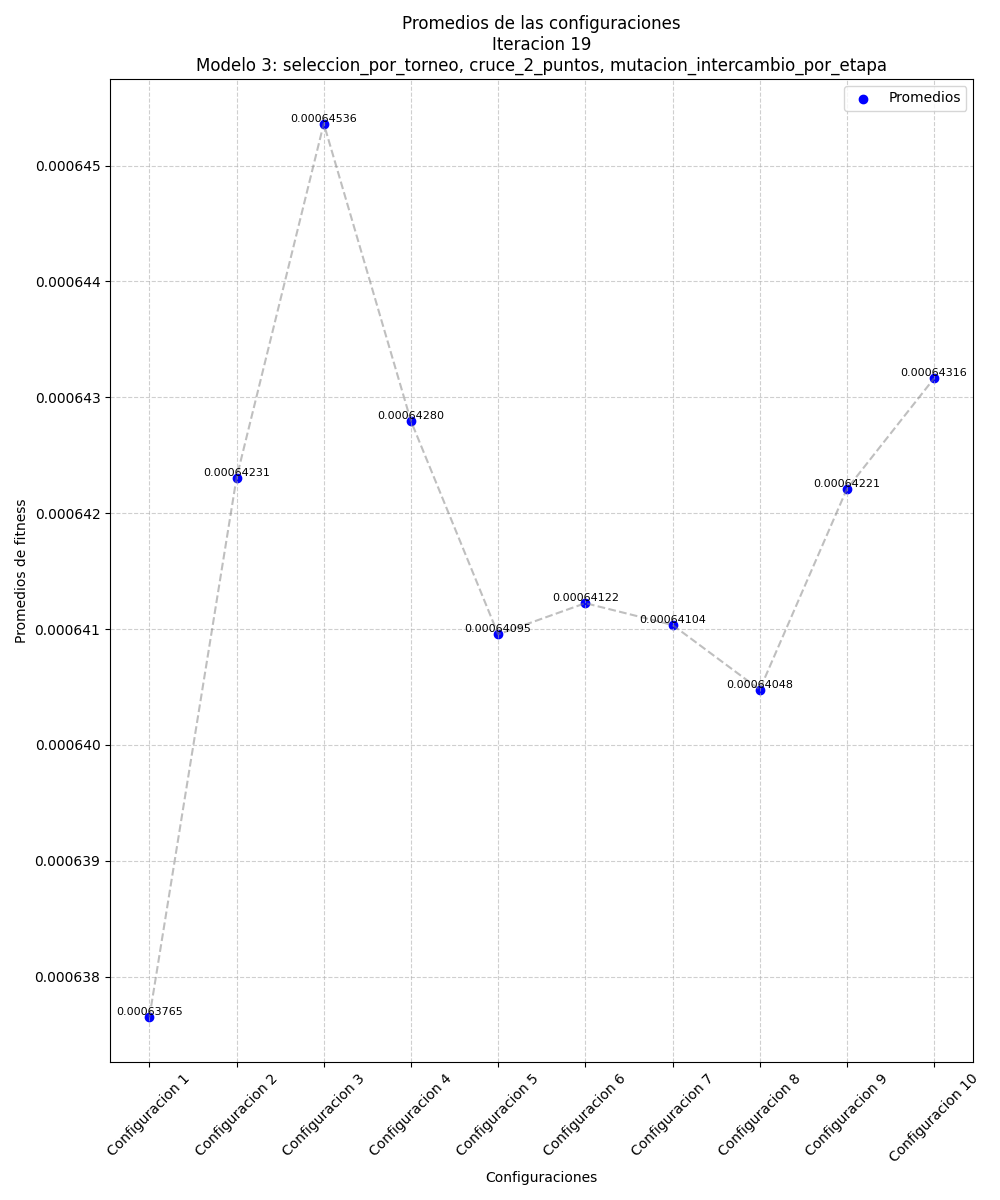 Promedios de las configuraciones
Iteracion 19
Modelo 3: seleccion_por_torneo, cruce_2_puntos, mutacion_intercambio_por_etapa
Promedios
0.00064536
0.000645
0.000644
0.00064316
0.000643
0.00064280
0.00064231
0.00064221
0.000642
0.00064122
0.00064104
0.00064095
0.000641
0.00064048
0.000640
0.000639
0.000638
0.00063765
Promedios de fitness
Configuracion 1
Configuracion 2
Configuracion 3
Configuracion 4
Configuracion 5
Configuracion 6
Configuracion 7
Configuracion 8
Configuracion 9
Configuracion 10
Configuraciones